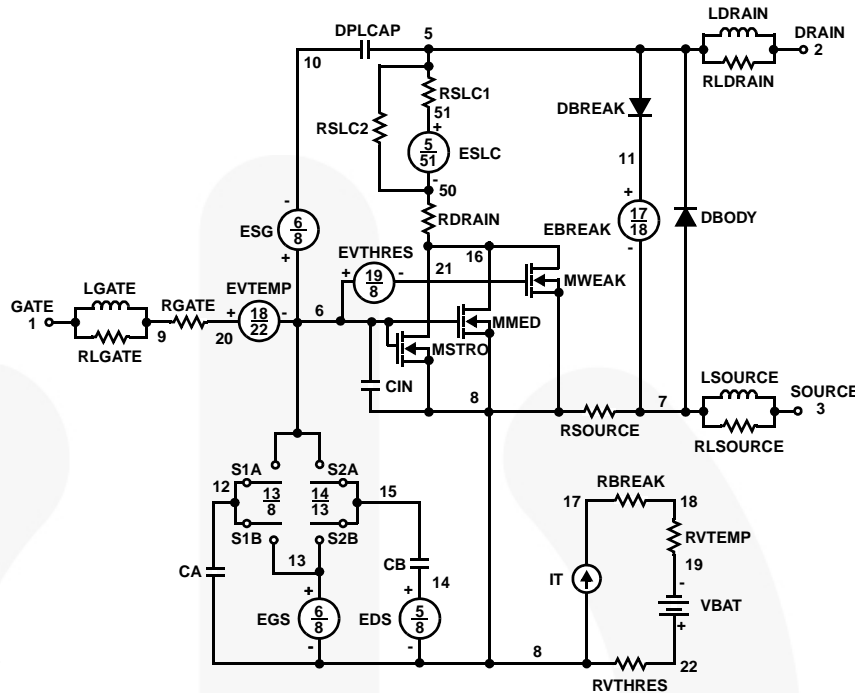 LDRAIN
DPLCAP 5 DRAIN
10 2
RLDRAIN
RSLC1
51
DBREAK
RSLC2
+
5
51
ESLC
-
50
11
-
6
8
ESG
+
RDRAIN
+
17
18
EBREAK
-
DBODY
EVTHRES
+ 19
8 -
21
16
MWEAK
LGATE
EVTEMP
GATE
1
RGATE
+ 18
22 -
6
MMED
9 20
RLGATE
MSTRO
CIN
8
LSOURCE
7
SOURCE
3
RSOURCE
RLSOURCE
S1A S2A
12
13
8
14
13
15
S1B S2B
13
RBREAK
17 18
RVTEMP
CA
CB
14
IT
19
-
VBAT
+
+
EGS 6
8
-
+
EDS 5
8
-
8
22
RVTHRES